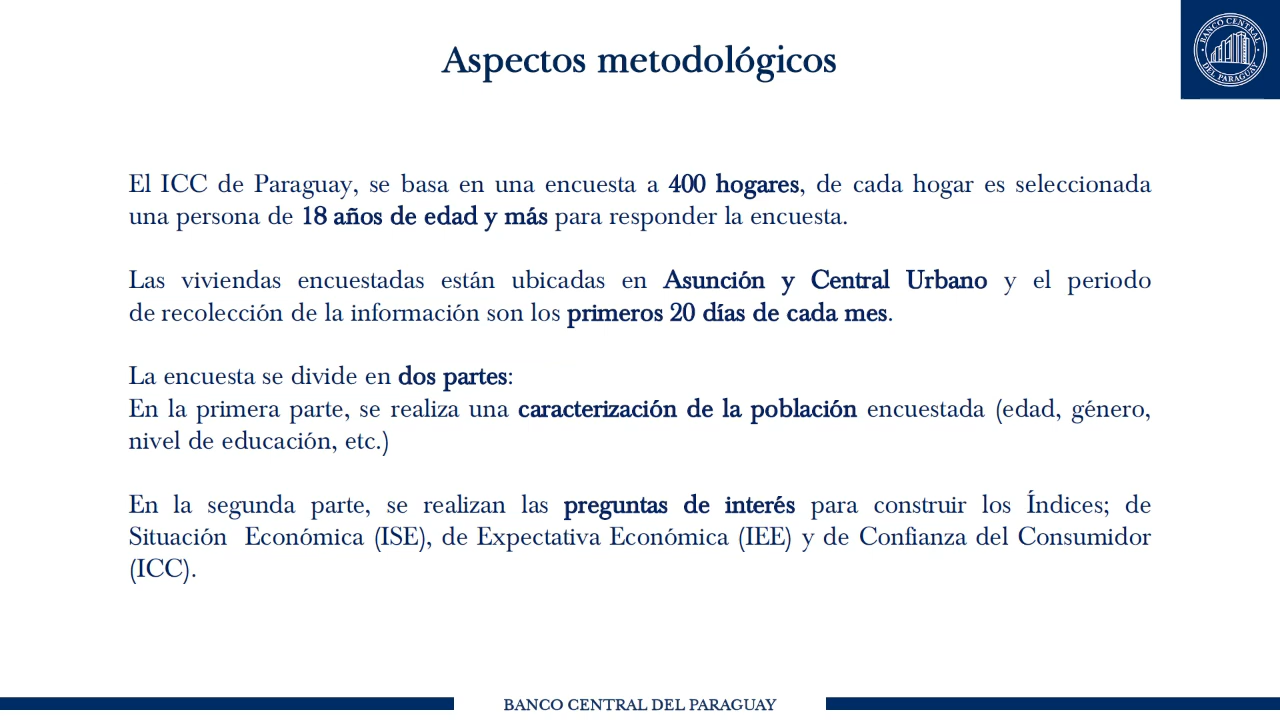 Aspectos metodológicos
BANCO CENTRAL
DEL PARAGUAY
El ICC de Paraguay, se basa en una encuesta a 400 hogares, de cada hogar es seleccionada
una persona de 18 años de edad y más para responder la encuesta.
Las viviendas encuestadas están ubicadas en Asunción y Central Urbano y el periodo
de recolección de la información son los primeros 20 días de cada mes.
La encuesta se divide en dos partes:
En la primera parte, se realiza una caracterización de la población encuestada (edad, género,
nivel de educación, etc.)
En la segunda parte, se realizan las preguntas de interés para construir los Índices; de
Situación Económica (ISE), de Expectativa Económica (IEE) y de Confianza del Consumidor
(ICC).
BANCO CENTRAL DEL PARAGUAY